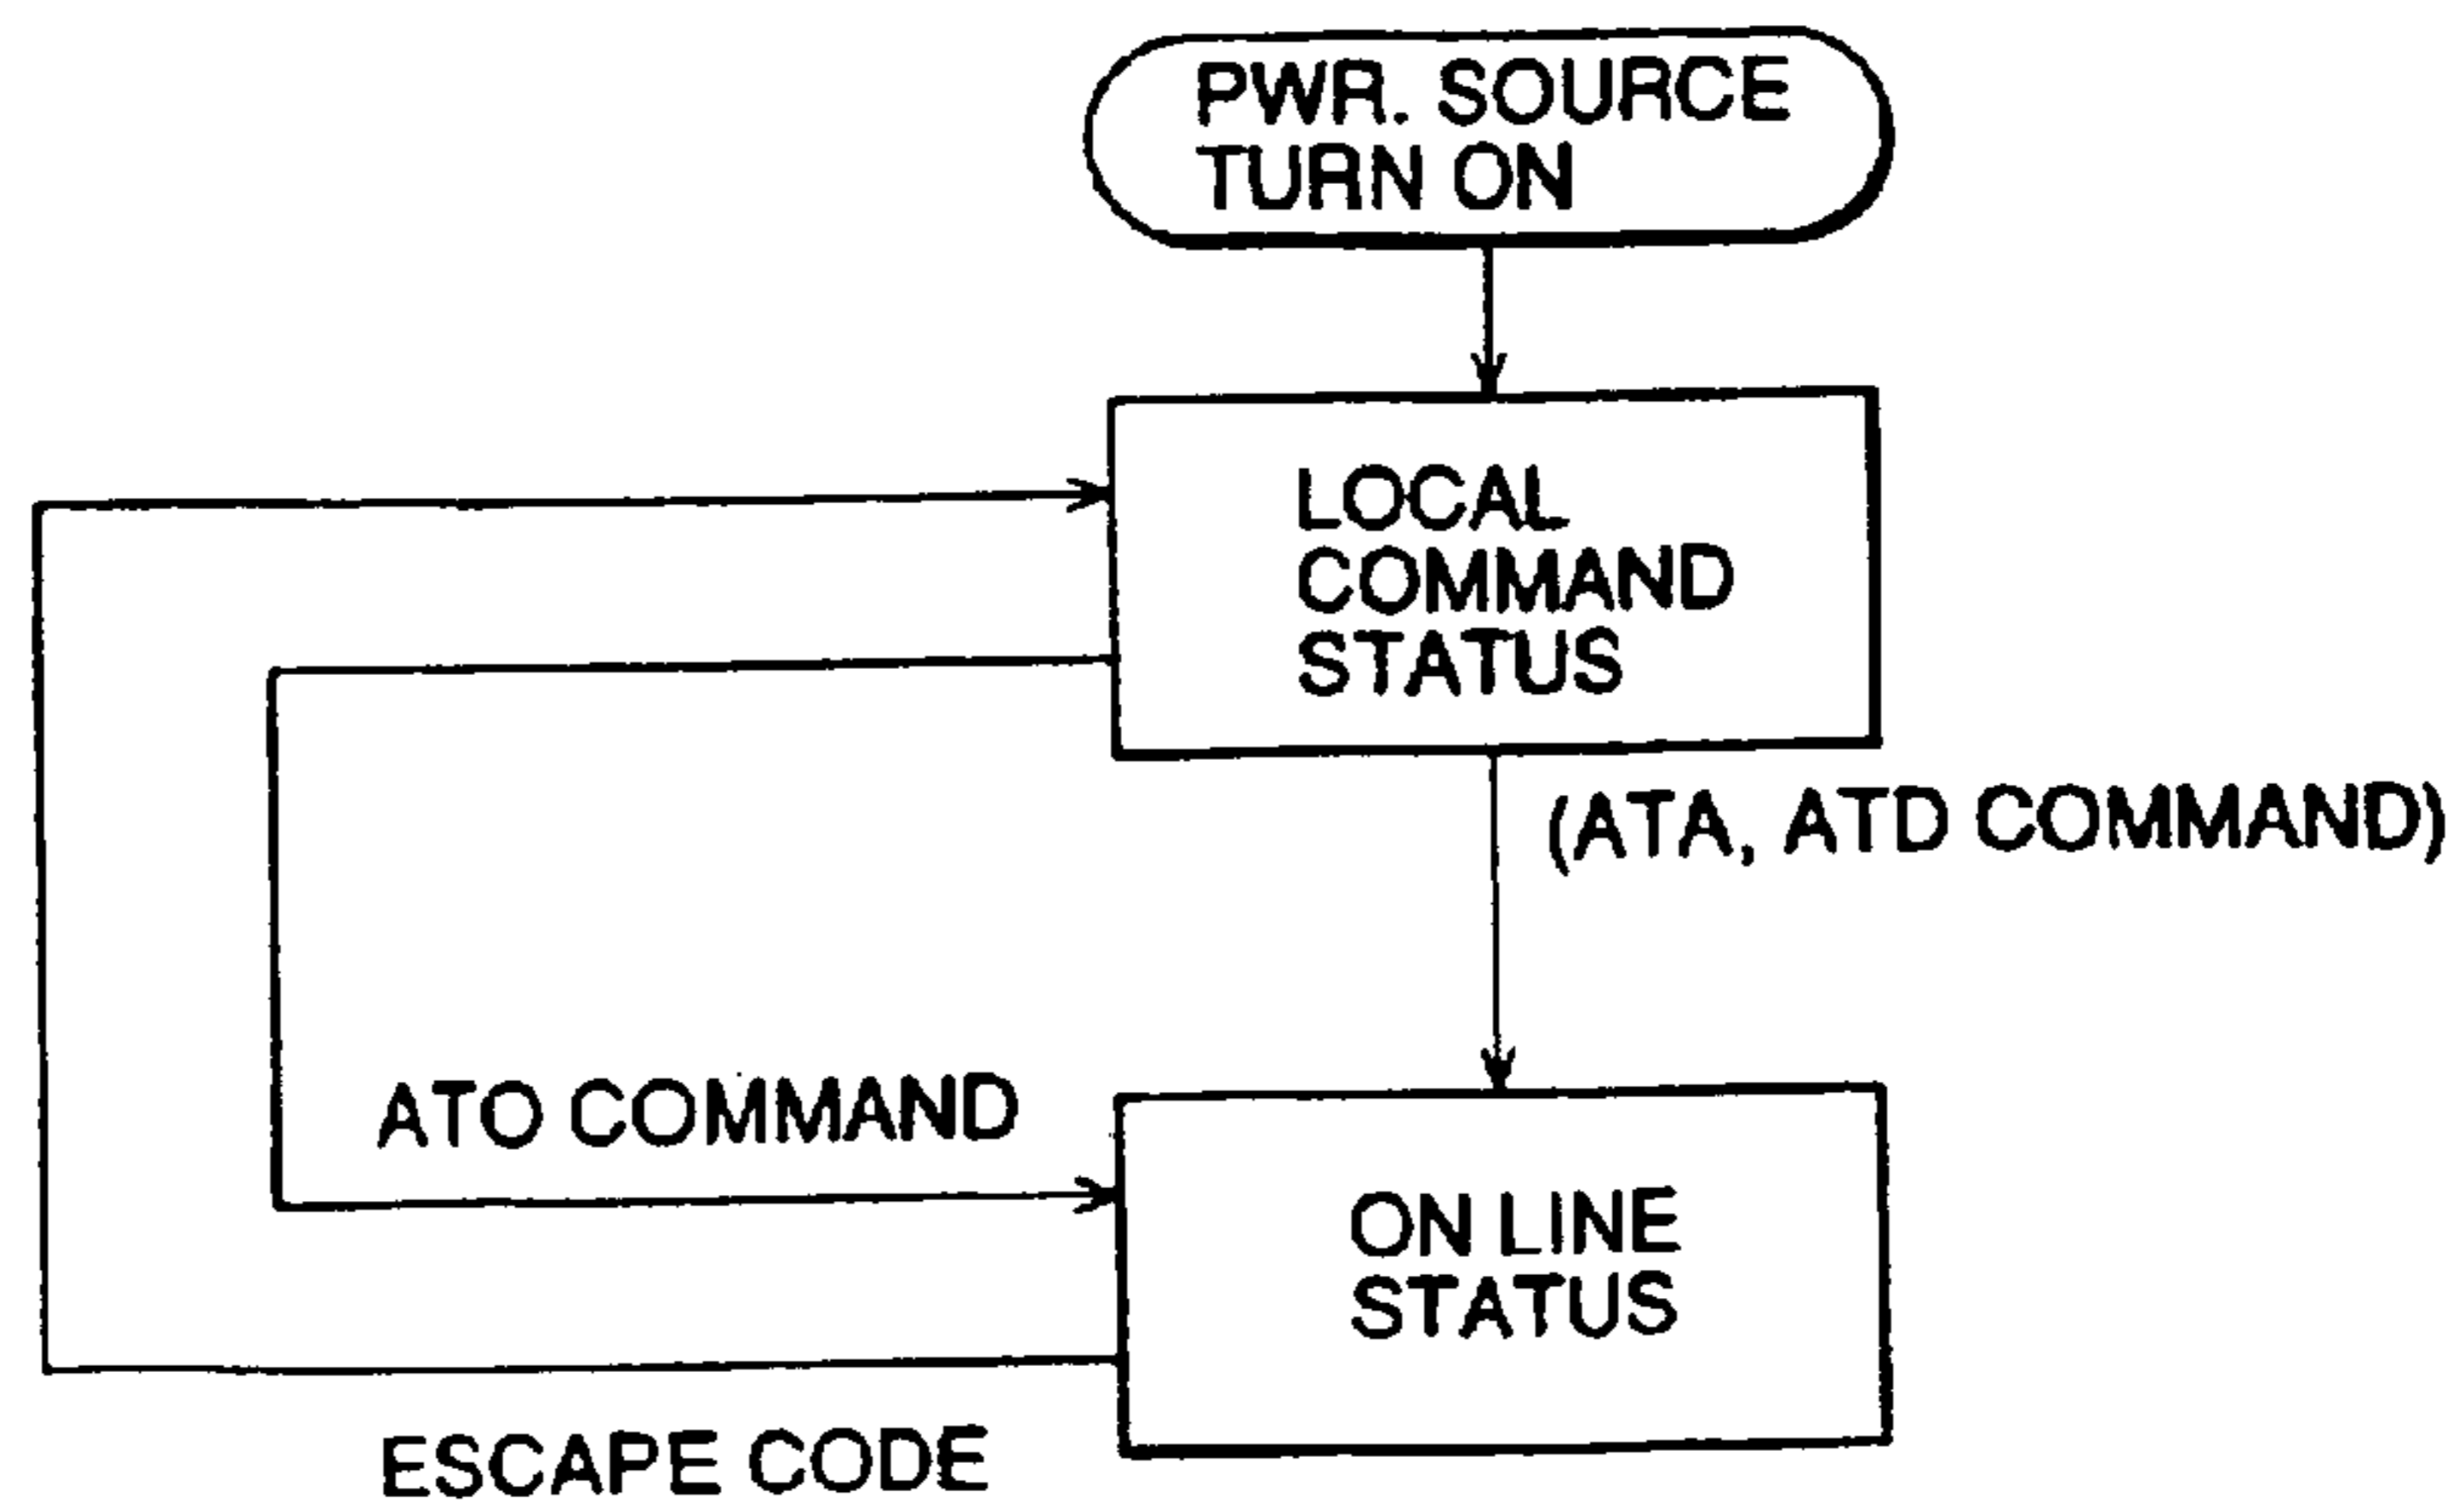 PWR. SOURCE
TURN ON
LOCAL
COMMAND
STATUS
(ATA, ATD COMMAND)
ATO COMMAND
ON LINE
STATUS
ESCAPE CODE